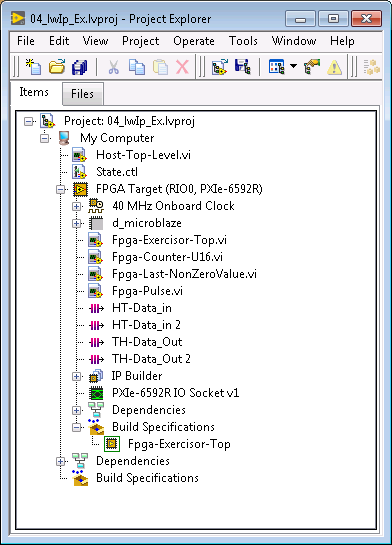 04_lwIp_Ex.lvproj - Project Explorer
File Edit View Project Operate Tools Window Help
Items Files
Project: 04_lwIp_Ex.lvproj
My Computer
Host-Top-Level.vi
State.ctl
FPGA Target (RIO0, PXIe-6592R)
40 MHz Onboard Clock
d_microblaze
Fpga-Exercisor-Top.vi
Fpga-Counter-U16.vi
Fpga-Last-NonZeroValue.vi
Fpga-Pulse.vi
HT-Data_in
HT-Data_in 2
TH-Data_Out
TH-Data_Out 2
IP Builder
PXIe-6592R IO Socket v1
Dependencies
Build Specifications
Fpga-Exercisor-Top
Dependencies
Build Specifications